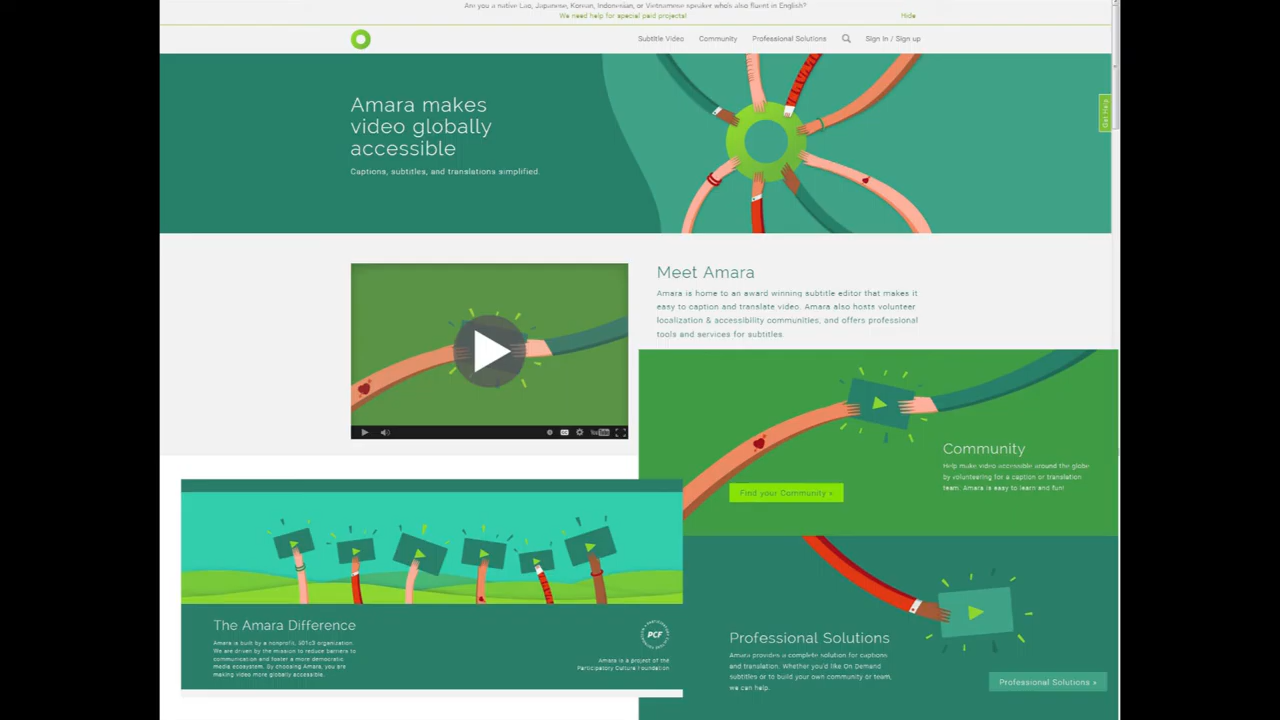 Are you a native Lao, Japanese, Korean, Indonesian, or Vietnamese speaker who's also fluent in English?
We need help for special paid projects!
Hide
Subtitle Video
Community
Professional Solutions
Sign In / Sign up
Get Help
Amara makes
video globally
accessible
Captions, subtitles, and translations simplified.
Meet Amara
Amara is home to an award winning subtitle editor that makes it
easy to caption and translate video. Amara also hosts volunteer
localization & accessibility communities, and offers professional
tools and services for subtitles.
CC
YouTube
Community
Help make video accessible around the globe
by volunteering for a caption or translation
team. Amara is easy to learn and fun!
Find your Community »
The Amara Difference
Amara is built by a nonprofit, 501c3 organization.
We are driven by the mission to reduce barriers to
communication and foster a more democratic
media ecosystem. By choosing Amara, you are
making video more globally accessible.
PCF
Amara is a project of the
Participatory Culture Foundation
Professional Solutions
Amara provides a complete solution for captions
and translation. Whether you'd like On Demand
subtitles or to build your own community or team,
we can help.
Professional Solutions »